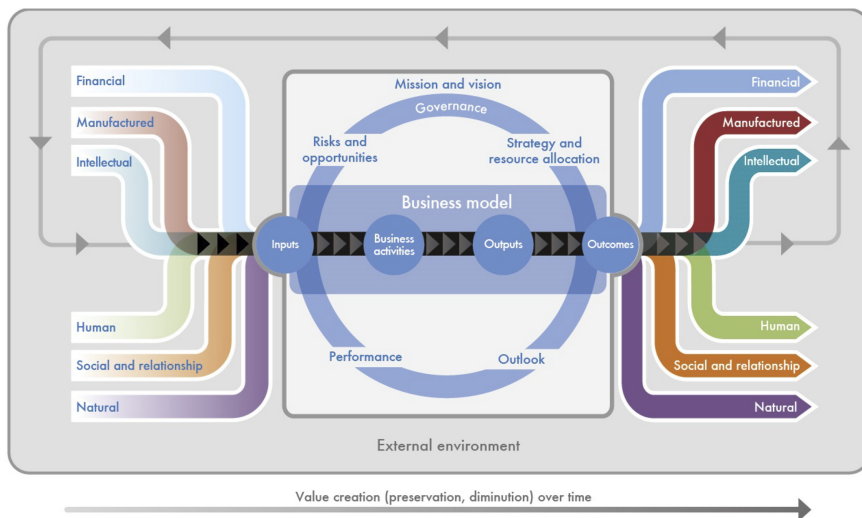 Financial
Manufactured
Intellectual
Human
Social and relationship
Natural
Mission and vision
Governance
Risks and
opportunities
Strategy and
resource allocation
Business model
Inputs
Business
activities
Outputs
Outcomes
Performance
Outlook
Financial
Manufactured
Intellectual
Human
Social and relationship
Natural
External environment
Value creation (preservation, diminution) over time